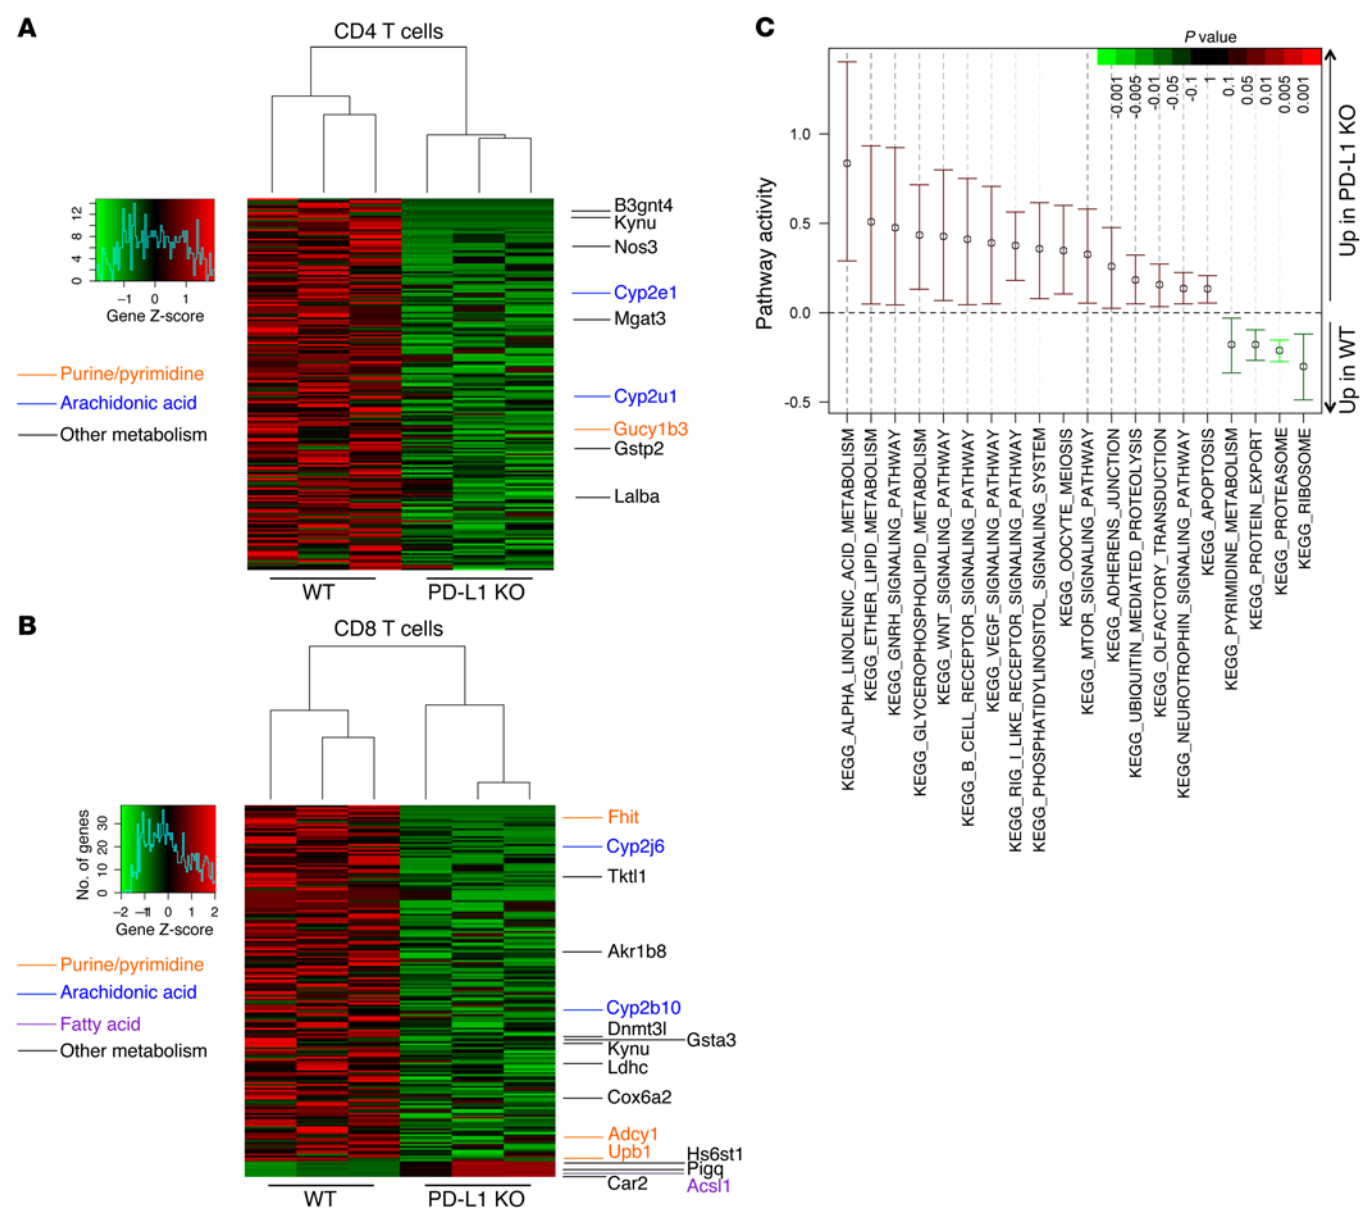 A
CD4 T cells
12
8
4
0
−1
0
1
Gene Z-score
Purine/pyrimidine
Arachidonic acid
Other metabolism
B3gnt4
Kynu
Nos3
Cyp2e1
Mgat3
Cyp2u1
Gucy1b3
Gstp2
Lalba
WT
PD-L1 KO
B
CD8 T cells
No. of genes
30
20
10
0
−2
−1
0
1
2
Gene Z-score
Purine/pyrimidine
Arachidonic acid
Fatty acid
Other metabolism
Fhit
Cyp2j6
Tktl1
Akr1b8
Cyp2b10
Dnmt3l
Gsta3
Kynu
Ldhc
Cox6a2
Adcy1
Upb1
Hs6st1
Pigq
Car2
Acsl1
WT
PD-L1 KO
C
P value
-0.001
-0.005
-0.01
-0.05
-0.1
1
0.1
0.05
0.01
0.005
0.001
Pathway activity
1.0
0.5
0.0
-0.5
Up in PD-L1 KO
Up in WT
KEGG_ALPHA_LINOLENIC_ACID_METABOLISM
KEGG_ETHER_LIPID_METABOLISM
KEGG_GNRH_SIGNALING_PATHWAY
KEGG_GLYCEROPHOSPHOLIPID_METABOLISM
KEGG_WNT_SIGNALING_PATHWAY
KEGG_B_CELL_RECEPTOR_SIGNALING_PATHWAY
KEGG_VEGF_SIGNALING_PATHWAY
KEGG_RIG_I_LIKE_RECEPTOR_SIGNALING_PATHWAY
KEGG_PHOSPHATIDYLINOSITOL_SIGNALING_SYSTEM
KEGG_OOCYTE_MEIOSIS
KEGG_MTOR_SIGNALING_PATHWAY
KEGG_ADHERENS_JUNCTION
KEGG_UBIQUITIN_MEDIATED_PROTEOLYSIS
KEGG_OLFACTORY_TRANSDUCTION
KEGG_NEUROTROPHIN_SIGNALING_PATHWAY
KEGG_APOPTOSIS
KEGG_PYRIMIDINE_METABOLISM
KEGG_PROTEIN_EXPORT
KEGG_PROTEASOME
KEGG_RIBOSOME